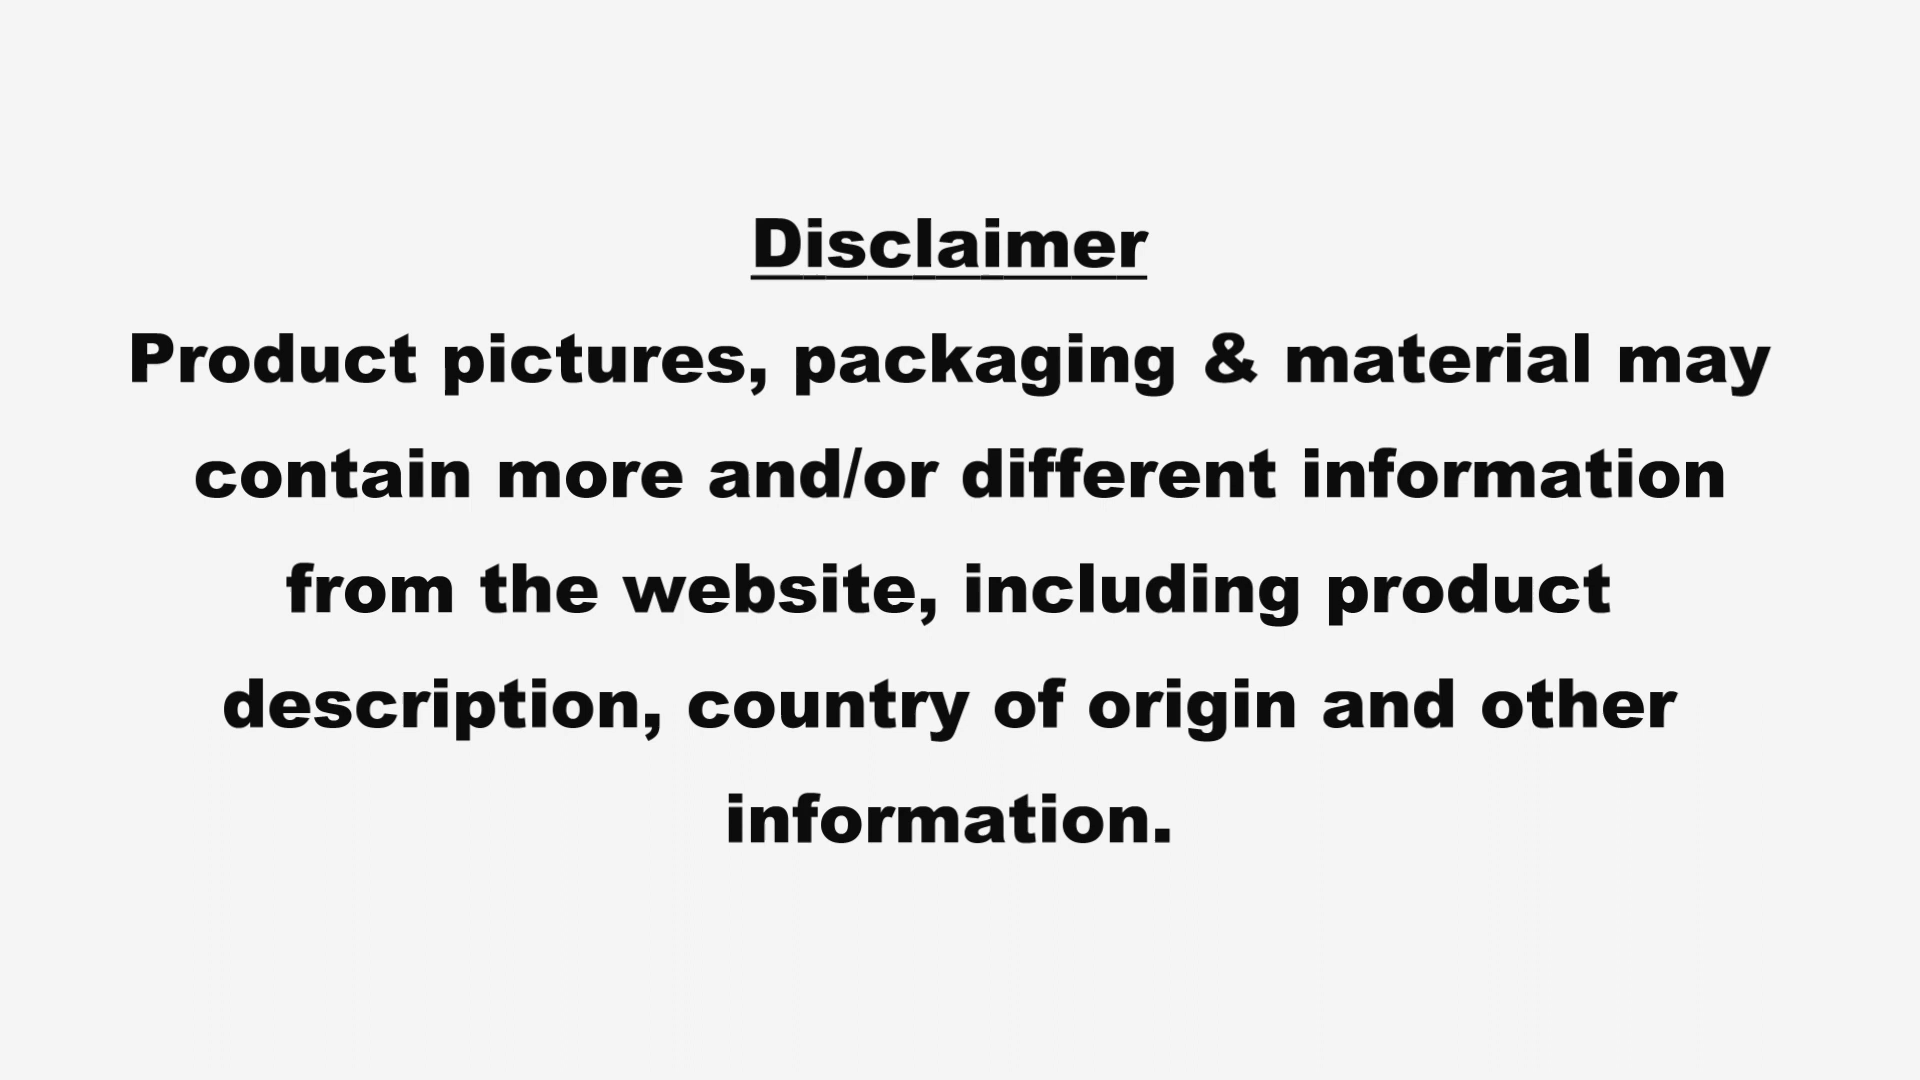 Disclaimer
Product pictures, packaging & material may
contain more and/or different information
from the website, including product
description, country of origin and other
information.